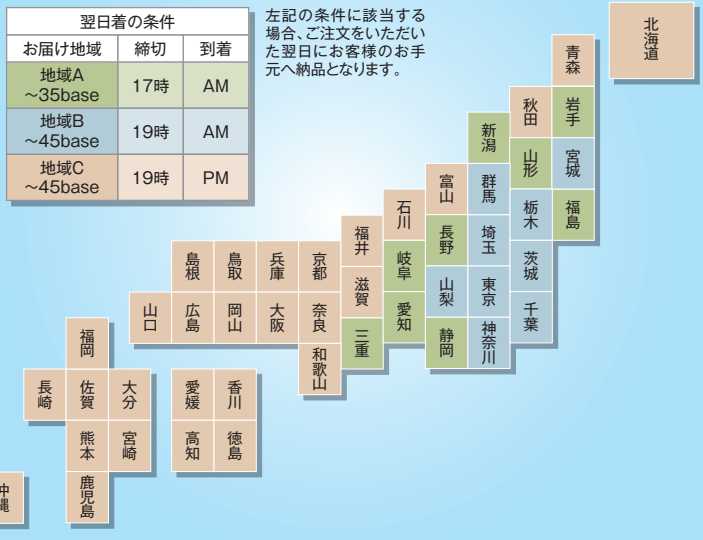 翌日着の条件
お届け地域 締切 到着
地域A
～35base
17時 AM
地域B
～45base
19時 AM
地域C
～45base
19時 PM
左記の条件に該当する
場合、ご注文をいただい
た翌日にお客様のお手
元へ納品となります。
北海道
青森
秋田
岩手
新潟
山形
宮城
富山
群馬
栃木
福島
石川
長野
埼玉
茨城
福井
岐阜
山梨
東京
千葉
島根
鳥取
兵庫
京都
滋賀
愛知
静岡
神奈川
山口
広島
岡山
大阪
奈良
三重
和歌山
福岡
長崎
佐賀
大分
愛媛
香川
熊本
宮崎
高知
徳島
鹿児島
沖縄